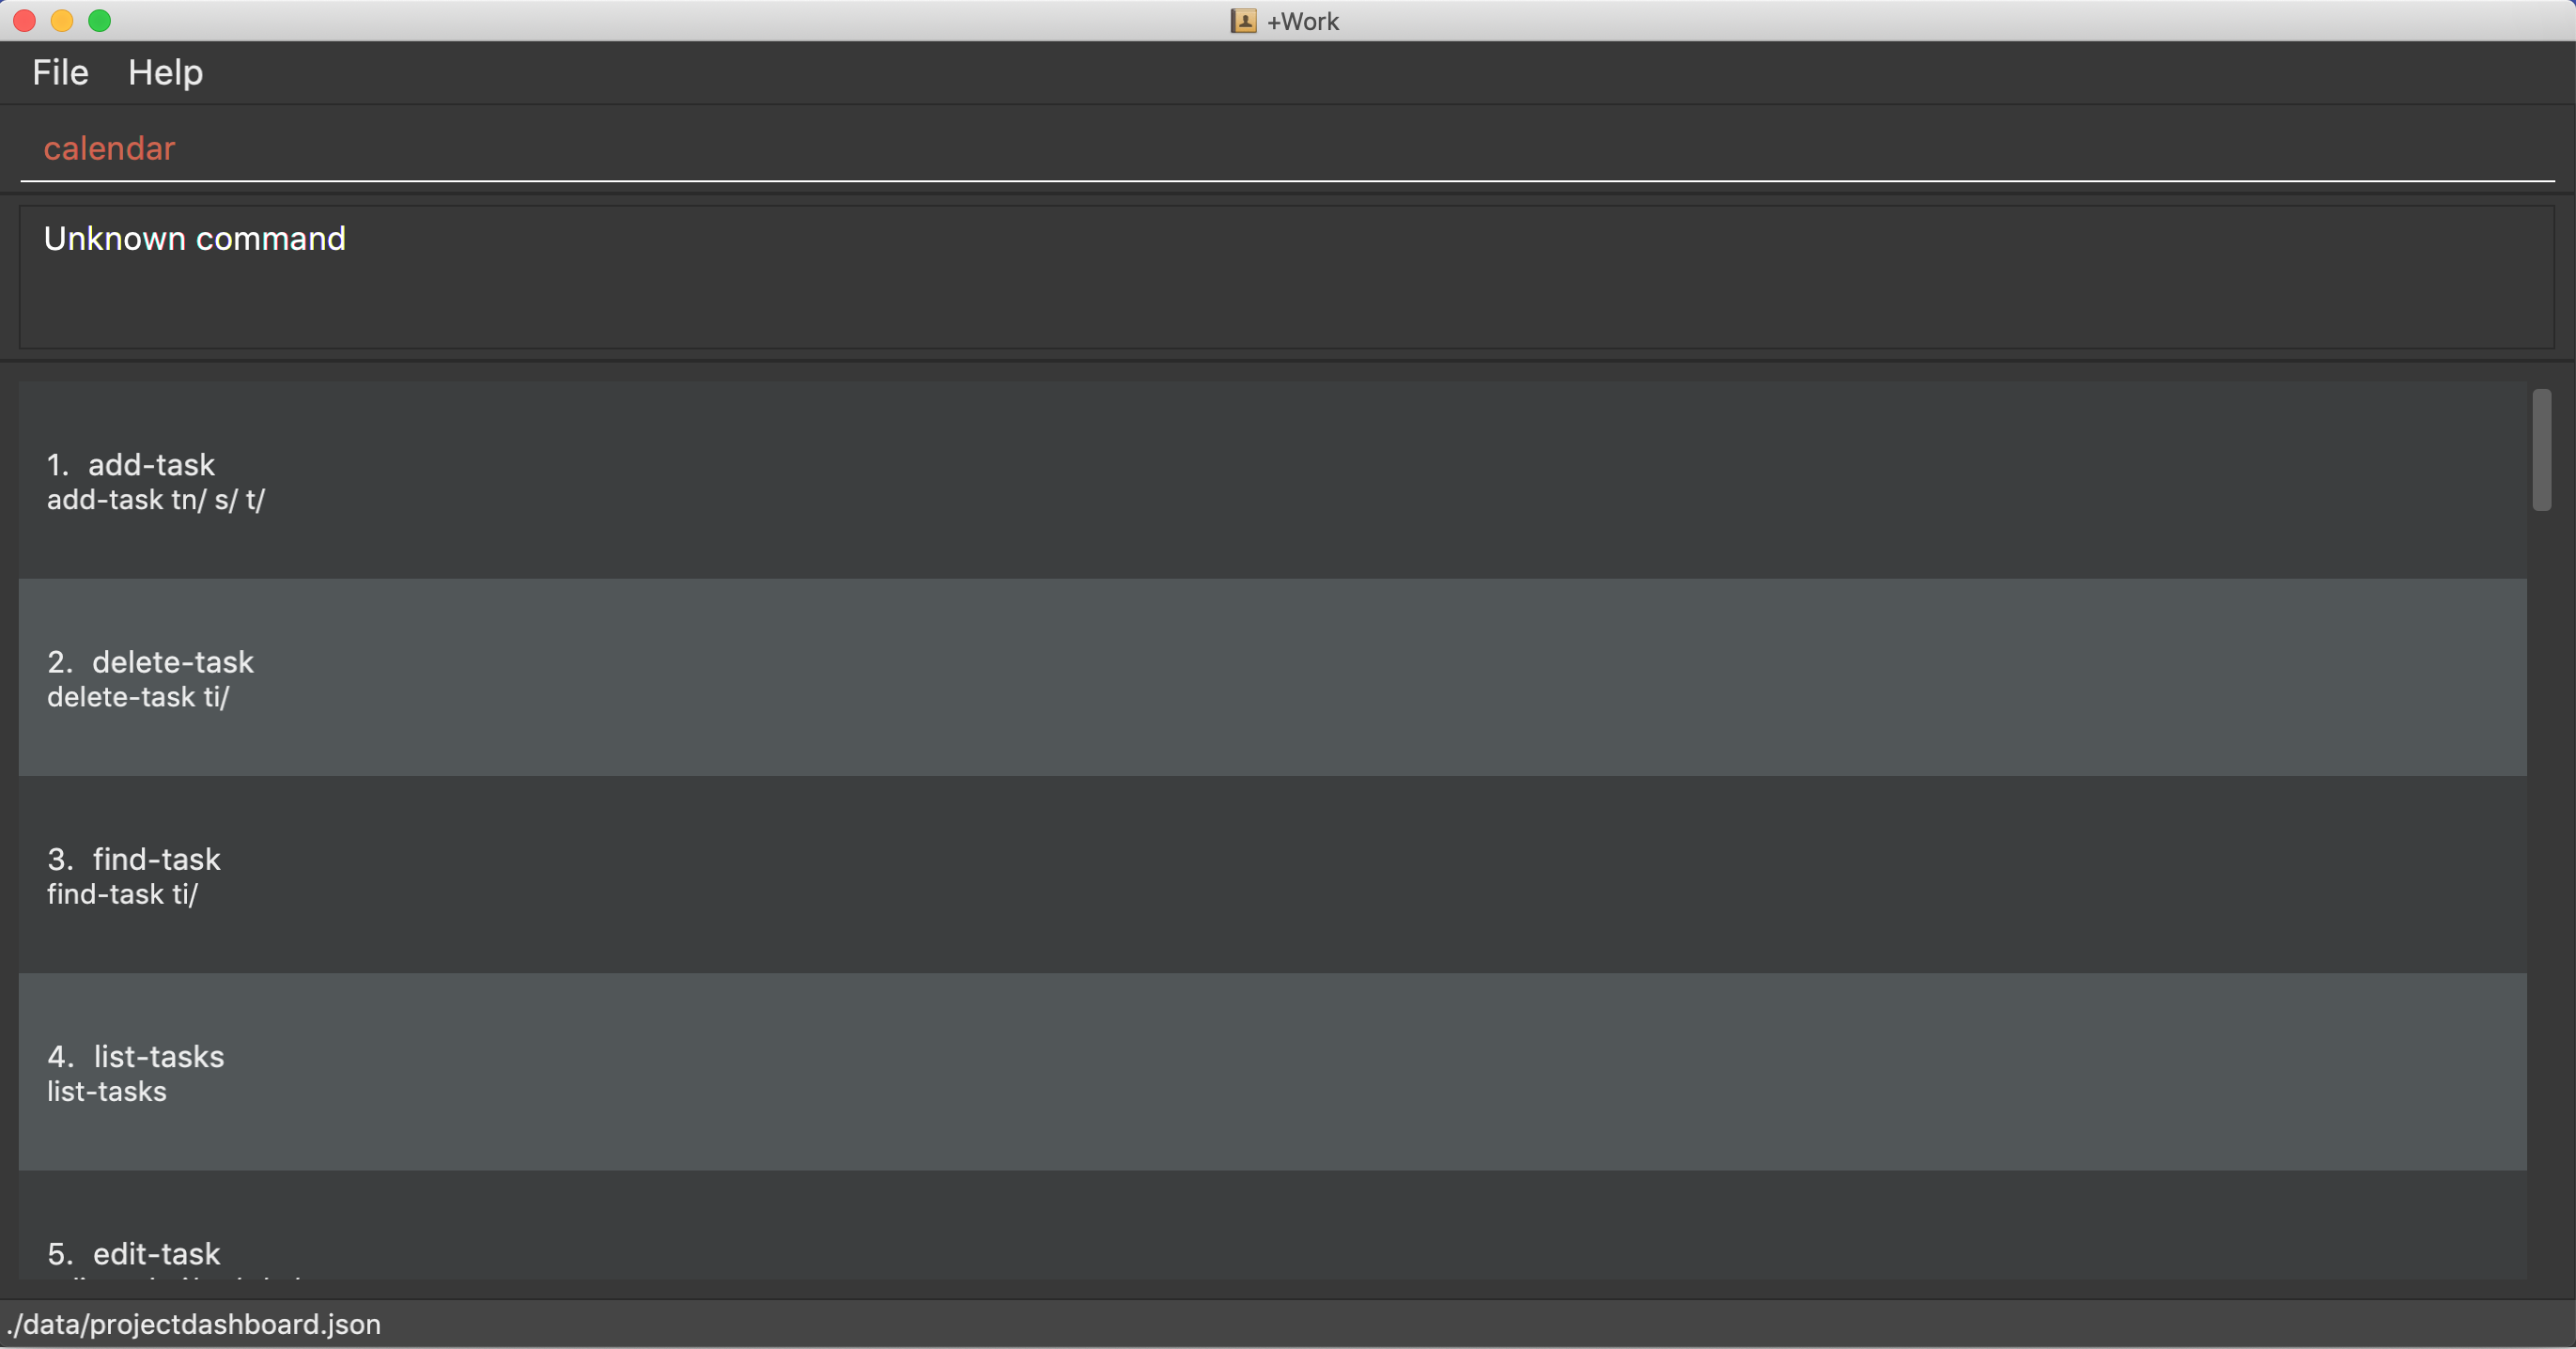 +Work
File Help
calendar
Unknown command
1. add-task
add-task tn/ s/ t/
2. delete-task
delete-task ti/
3. find-task
find-task ti/
4. list-tasks
list-tasks
5. edit-task
./data/projectdashboard.json